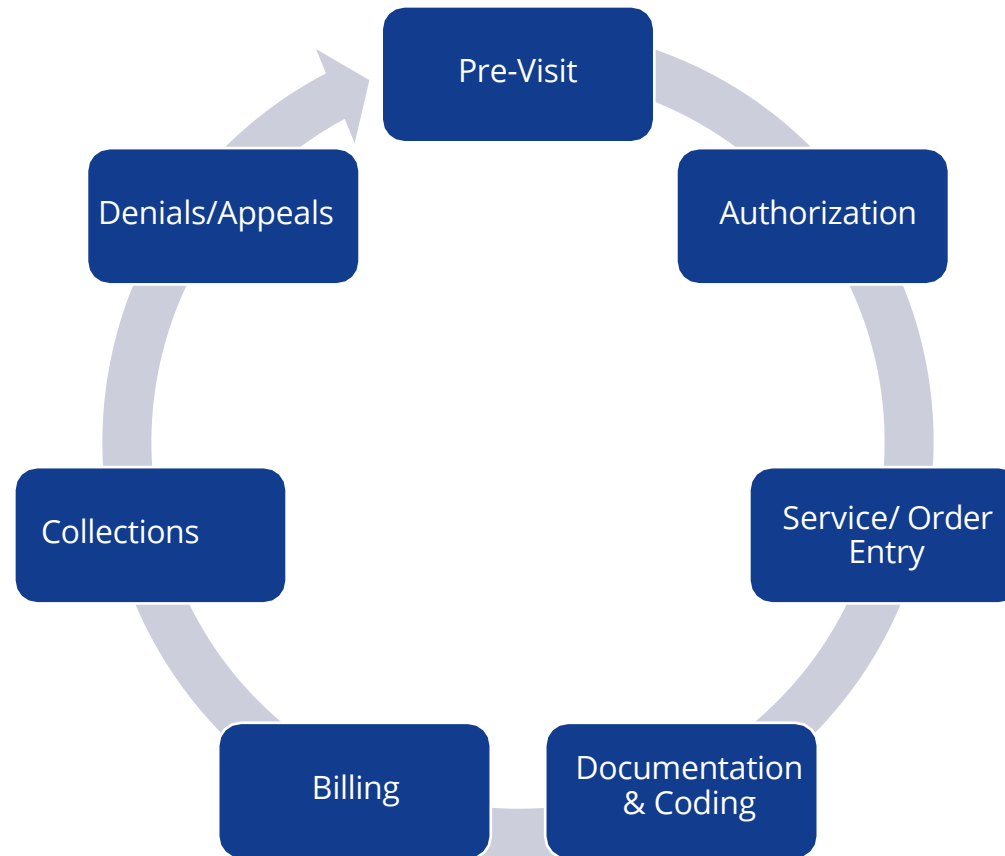 Pre-Visit
Authorization
Service/ Order
Entry
Documentation
& Coding
Billing
Collections
Denials/Appeals